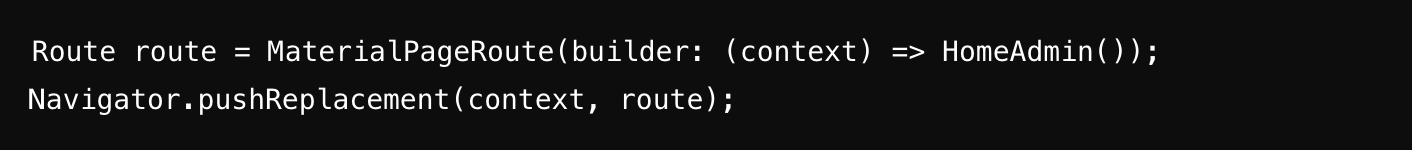 Route route = MaterialPageRoute(builder: (context) => HomeAdmin());
Navigator.pushReplacement(context, route);